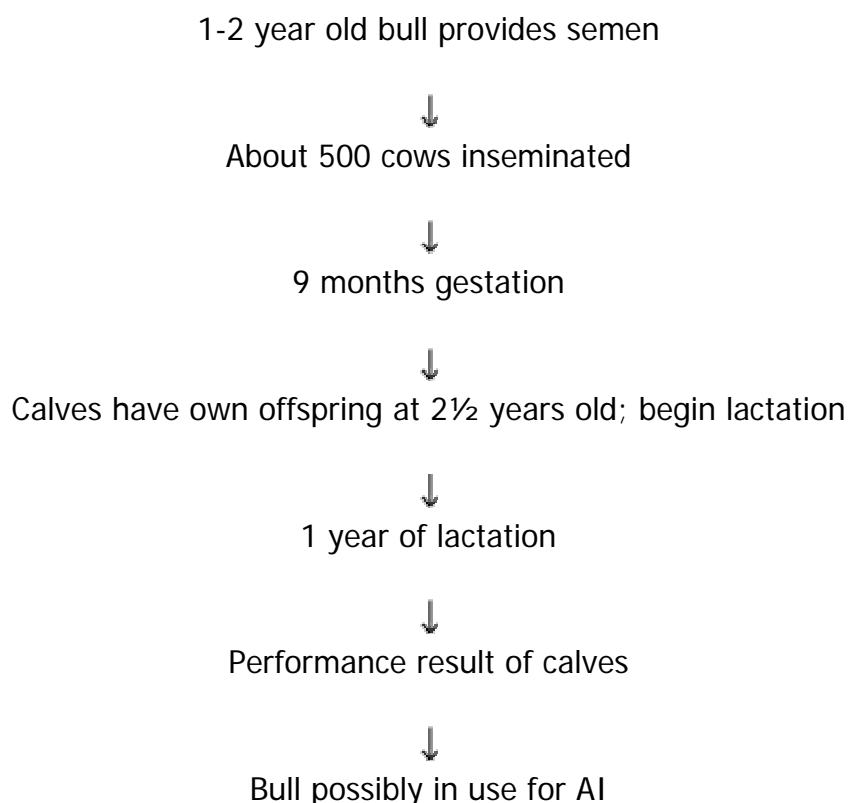 1-2 year old bull provides semen
About 500 cows inseminated
9 months gestation
Calves have own offspring at 2½ years old; begin lactation
1 year of lactation
Performance result of calves
Bull possibly in use for AI